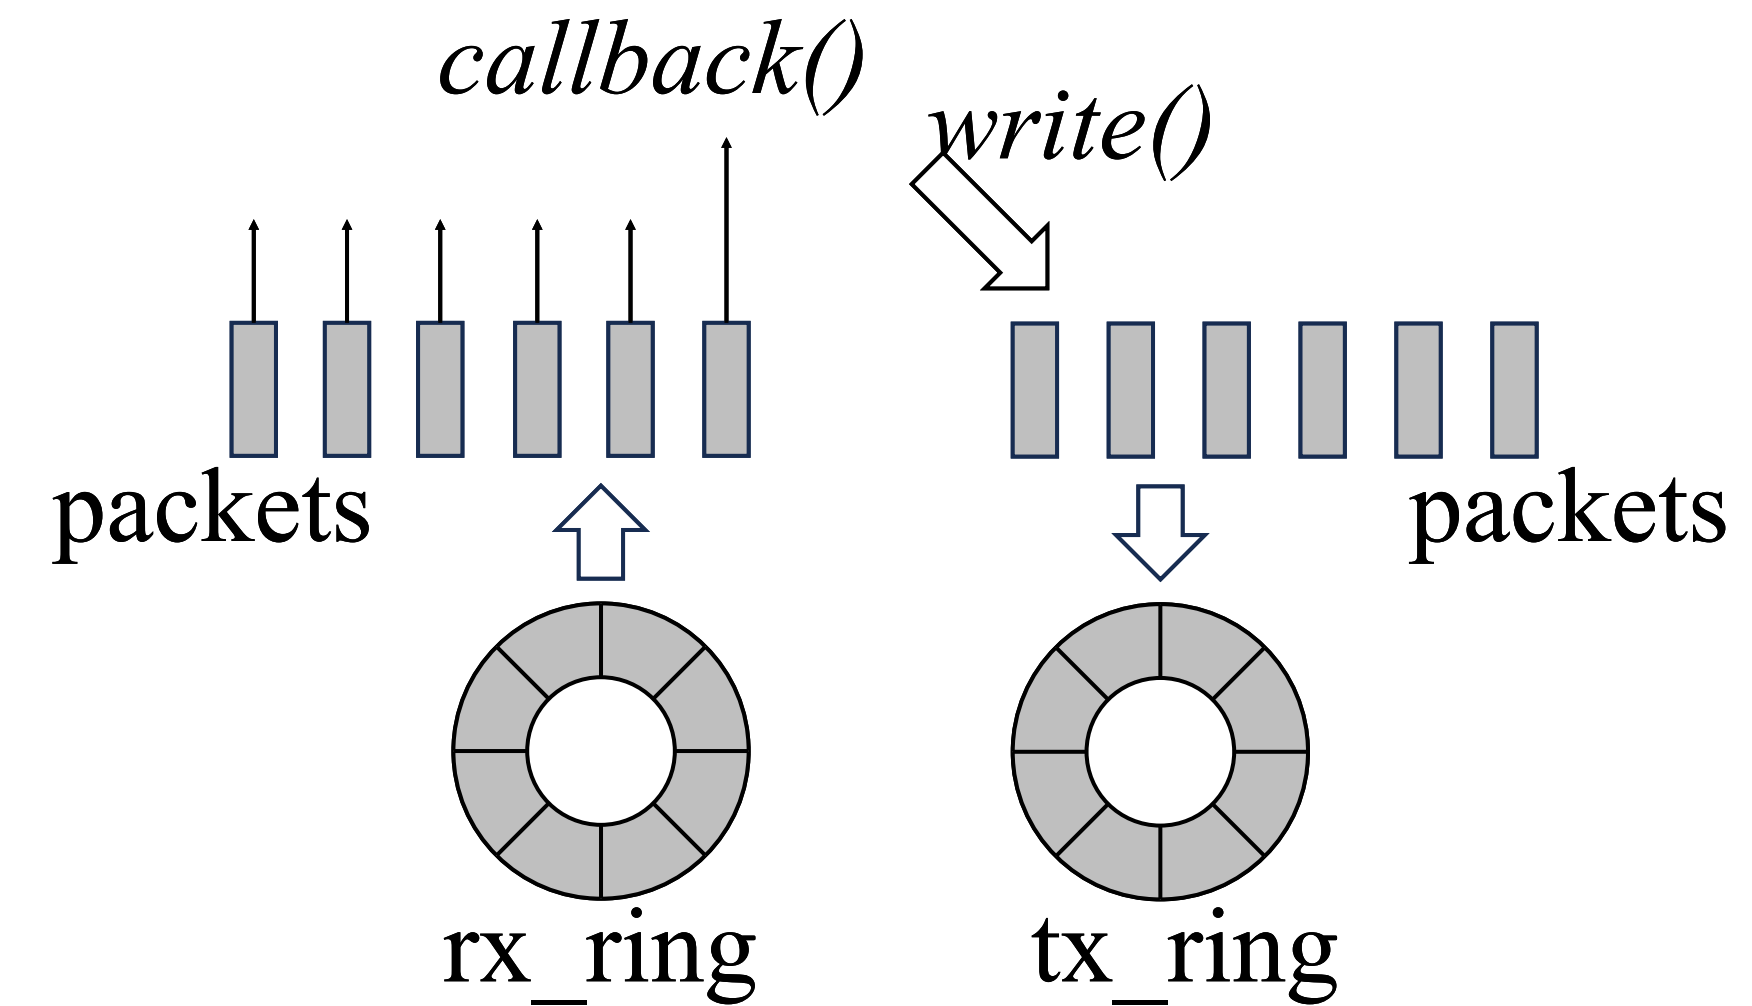 callback()
write()
packets
packets
rx_ring
tx_ring